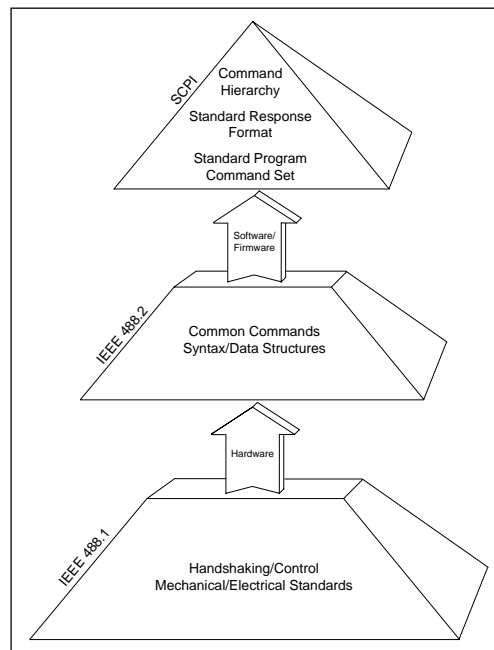 SCPI
Command
Hierarchy
Standard Response
Format
Standard Program
Command Set
Software/
Firmware
IEEE 488.2
Common Commands
Syntax/Data Structures
Hardware
IEEE 488.1
Handshaking/Control
Mechanical/Electrical Standards